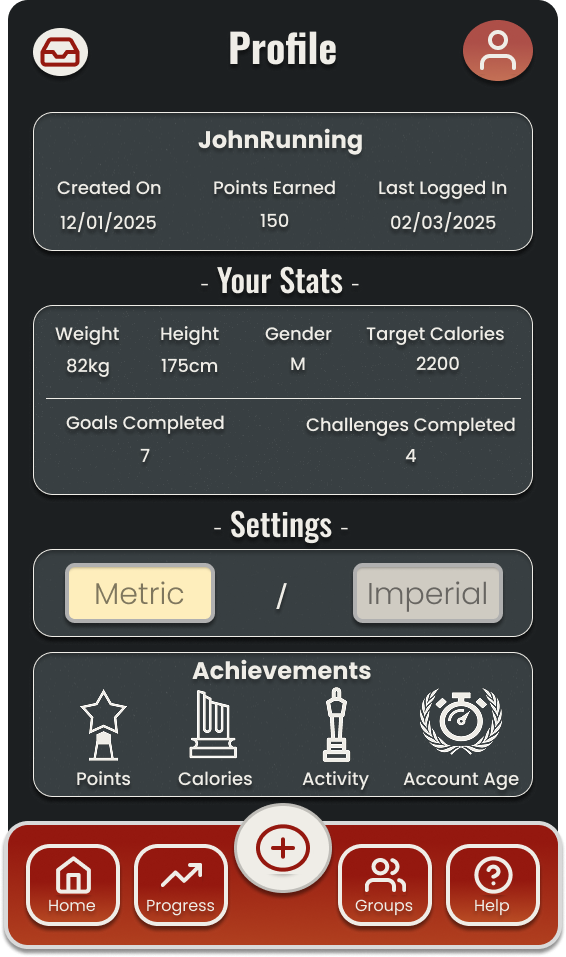 Profile
JohnRunning
Created On Points Earned Last Logged In
12/01/2025 150 02/03/2025
- Your Stats -
Weight Height Gender Target Calories
82kg 175cm M 2200
Goals Completed Challenges Completed
7 4
- Settings -
Metric / Imperial
Achievements
Points Calories Activity Account Age
Home Progress Groups Help